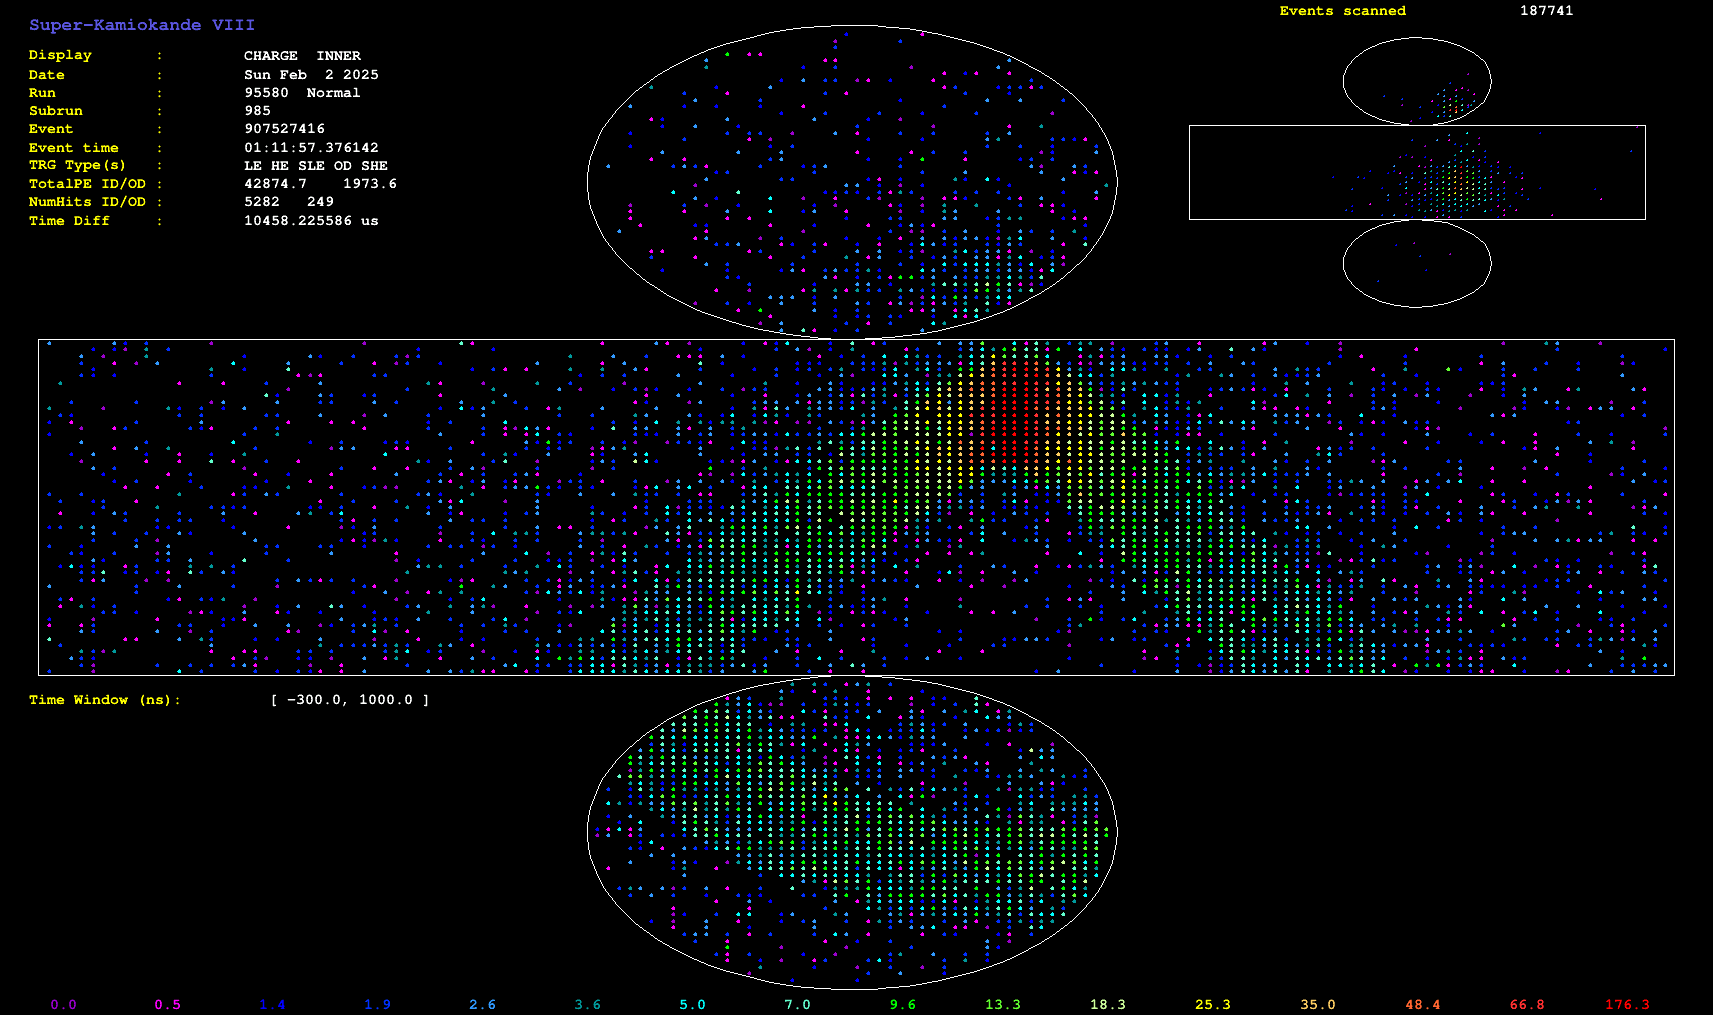 Super-Kamiokande VIII
Display : CHARGE INNER
Date : Sun Feb 2 2025
Run : 95580 Normal
Subrun : 985
Event : 907527416
Event time : 01:11:57.376142
TRG Type(s) : LE HE SLE OD SHE
TotalPE ID/OD : 42874.7 1973.6
NumHits ID/OD : 5282 249
Time Diff : 10458.225586 us
Events scanned 187741
Time Window (ns): [ -300.0, 1000.0 ]
0.0 0.5 1.4 1.9 2.6 3.6 5.0 7.0 9.6 13.3 18.3 25.3 35.0 48.4 66.8 176.3